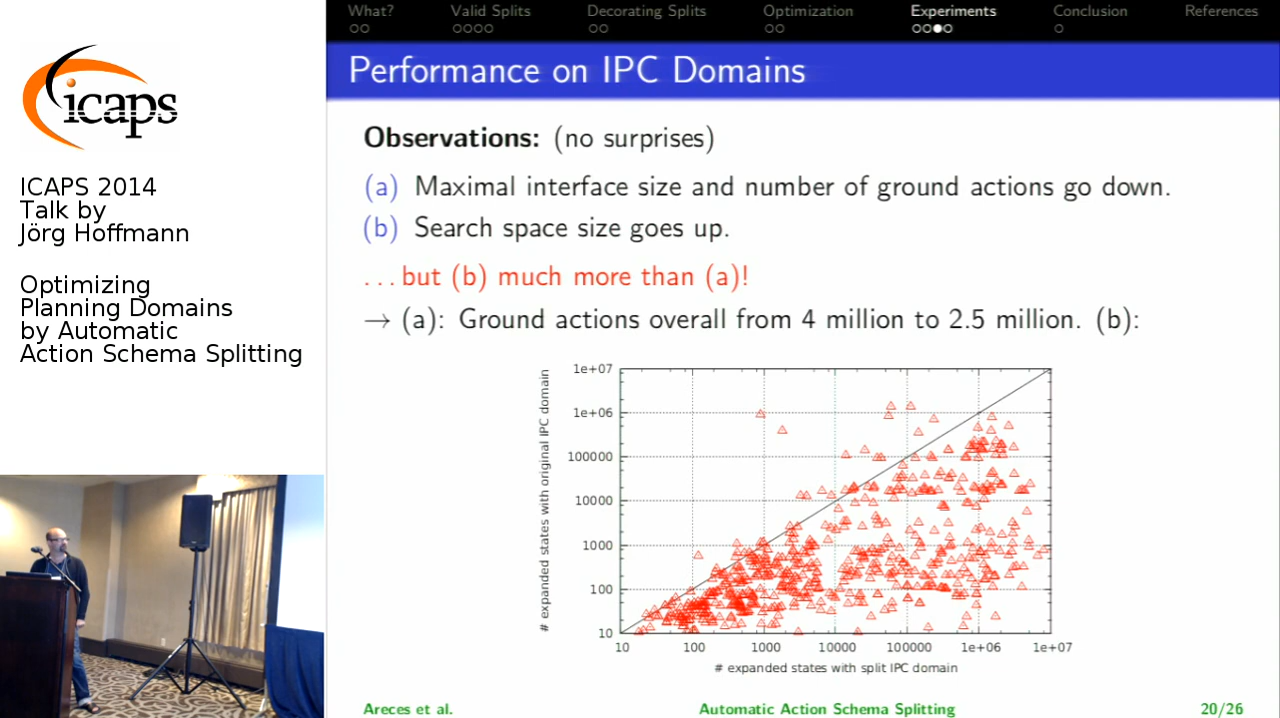 icaps
ICAPS 2014
Talk by
Jörg Hoffmann
Optimizing
Planning Domains
by Automatic
Action Schema Splitting
What? Valid Splits Decorating Splits Optimization Experiments Conclusion References
Performance on IPC Domains
Observations: (no surprises)
(a) Maximal interface size and number of ground actions go down.
(b) Search space size goes up.
...but (b) much more than (a)!
→ (a): Ground actions overall from 4 million to 2.5 million. (b):
# expanded states with original IPC domain
1e+07
1e+06
100000
10000
1000
100
10
10 100 1000 10000 100000 1e+06 1e+07
# expanded states with split IPC domain
Areces et al. Automatic Action Schema Splitting 20/26